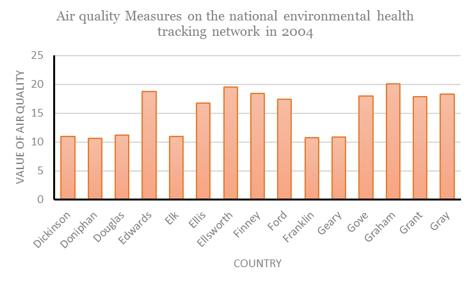 Air quality Measures on the national environmental health
tracking network in 2004
VALUE OF AIR QUALITY
25
20
15
10
5
0
Dickinson
Doniphan
Douglas
Edwards
Elk
Ellis
Ellsworth
Finney
Ford
Franklin
Geary
Gove
Graham
Grant
Gray
COUNTRY